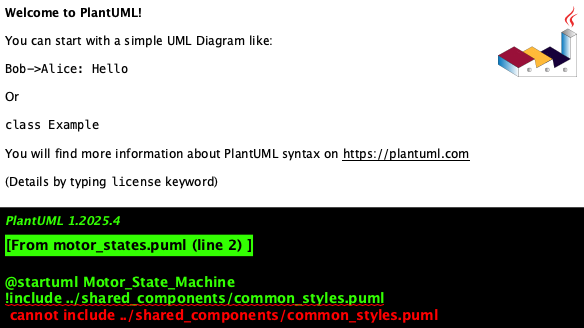 Welcome to PlantUML!
You can start with a simple UML Diagram like:
Bob->Alice: Hello
Or
class Example
You will find more information about PlantUML syntax on https://plantuml.com
(Details by typing license keyword)
PlantUML 1.2025.4
[From motor_states.puml (line 2) ]
@startuml Motor_State_Machine
!include ../shared_components/common_styles.puml
cannot include ../shared_components/common_styles.puml